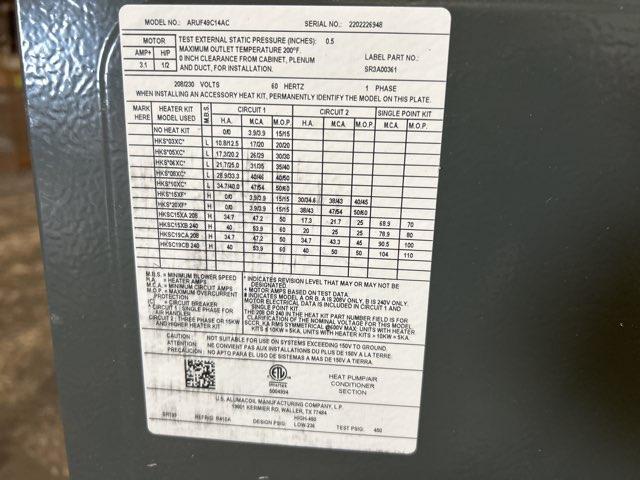 MODEL NO.: ARUF49C14AC SERIAL NO.: 2202226948
MOTOR
AMP+ H/P
3.1 1/2
TEST EXTERNAL STATIC PRESSURE (INCHES): 0.5
MAXIMUM OUTLET TEMPERATURE 200°F.
0 INCH CLEARANCE FROM CABINET, PLENUM
AND DUCT, FOR INSTALLATION.
LABEL PART NO.:
SR3A00361
208/230 VOLTS 60 HERTZ 1 PHASE
WHEN INSTALLING AN ACCESSORY HEAT KIT, PERMANENTLY IDENTIFY THE MODEL ON THIS PLATE.
MARK HERE HEATER KIT MODEL USED M.B.S. CIRCUIT 1 CIRCUIT 2 SINGLE POINT KIT
H.A. M.C.A. M.O.P. H.A. M.C.A. M.O.P. M.C.A. M.O.P.
NO HEAT KIT 0/0 3.9/3.9 15/15
HKS*03XC* L 10.8/12.5 17/20 20/20
HKS*05XC* L 17.3/20.2 26/29 30/30
HKS*06XC* L 21.7/25.0 31/35 35/40
HKS*08XC* L 28.9/33.3 40/46 40/50
HKS*10XC* L 34.7/40.0 47/54 50/60
HKS*15XF* H 0/0 3.9/3.9 15/15 30/34.6 38/43 40/45
HKS*20XF* H 0/0 3.9/3.9 15/15 38/43 47/54 50/60
HKSC15XA 208 H 34.7 47.2 50 17.3 21.7 25 68.9 70
HKSC15XB 240 H 40 53.9 60 20 25 25 78.9 80
HKSC19CA 208 H 34.7 47.2 50 34.7 43.3 45 90.5 100
HKSC19CB 240 H 40 53.9 60 40 50 50 104 110
M.B.S. = MINIMUM BLOWER SPEED
H.A. = HEATER AMPS
M.C.A. = MINIMUM CIRCUIT AMPS
M.O.P. = MAXIMUM OVERCURRENT
PROTECTION
= CIRCUIT BREAKER
* CIRCUIT 1 : SINGLE PHASE FOR
AIR HANDLER
CIRCUIT 2 : THREE PHASE FOR 15KW
AND HIGHER HEATER KIT
* INDICATES REVISION LEVEL THAT MAY OR MAY NOT BE
DESIGNATED.
+ MOTOR AMPS BASED ON TEST DATA.
# INDICATES MODEL A OR B. A IS 208V ONLY, B IS 240V ONLY.
MOTOR ELECTRICAL DATA IS INCLUDED IN CIRCUIT 1 AND
SINGLE POINT KIT.
THE 208 OR 240 IN THE HEAT KIT PART NUMBER FIELD IS FOR
CLARIFICATION OF THE NOMINAL VOLTAGE FOR THIS MODEL.
SCCR, KA RMS SYMMETRICAL @600V MAX: UNITS WITH HEATER
KITS ≤ 10KW = 5KA, UNITS WITH HEATER KITS > 10KW = 5KA.
CAUTION : NOT SUITABLE FOR USE ON SYSTEMS EXCEEDING 150V TO GROUND.
ATTENTION : NE CONVIENT PAS AUX INSTALLATIONS DE PLUS DE 150 V A LA TERRE.
PRECAUCIÓN : NO APTO PARA EL USO DE SISTEMAS A MAS DE 150 V A TIERRA.
ETL
Intertek
5004994
HEAT PUMP/AIR
CONDITIONER
SECTION
U.S. ALUMACOIL MANUFACTURING COMPANY, L.P.
19001 KERMIER RD, WALLER, TX 77484
REFRIG: R410A DESIGN PSIG: HIGH-450 TEST PSIG: 450
LOW-236